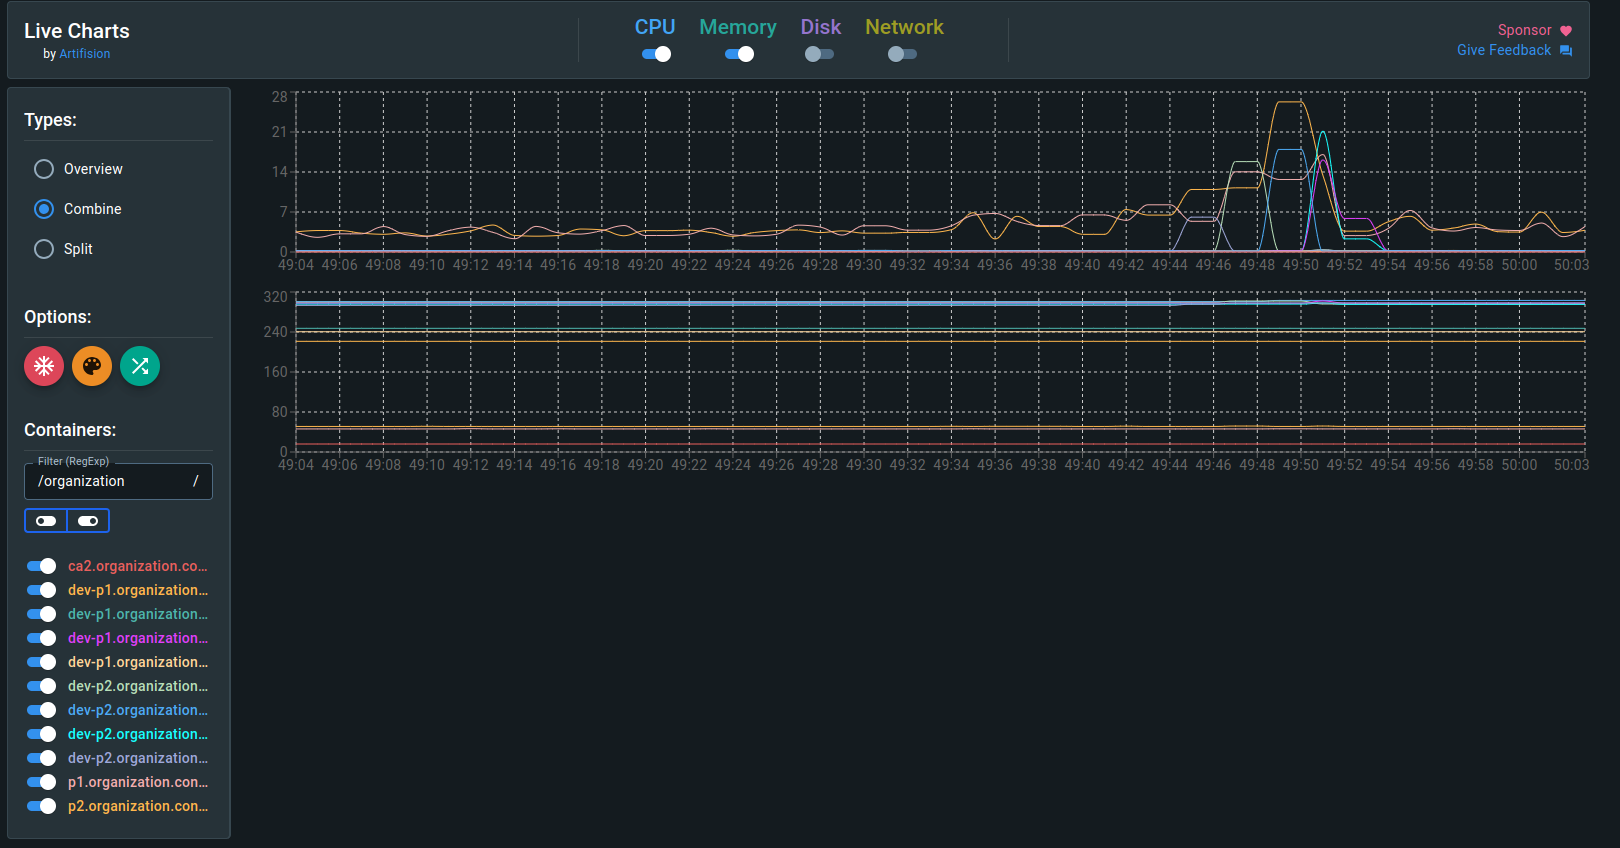 Live Charts
by Artifision
CPU Memory Disk Network
Sponsor
Give Feedback
Types:
Overview
Combine
Split
Options:
Containers:
Filter (RegExp)
/organization /
ca2.organization.co...
dev-p1.organization...
dev-p1.organization...
dev-p1.organization...
dev-p1.organization...
dev-p2.organization...
dev-p2.organization...
dev-p2.organization...
dev-p2.organization...
p1.organization.con...
p2.organization.con...
28
21
14
7
0
49:04 49:06 49:08 49:10 49:12 49:14 49:16 49:18 49:20 49:22 49:24 49:26 49:28 49:30 49:32 49:34 49:36 49:38 49:40 49:42 49:44 49:46 49:48 49:50 49:52 49:54 49:56 49:58 50:00 50:03
320
240
160
80
0
49:04 49:06 49:08 49:10 49:12 49:14 49:16 49:18 49:20 49:22 49:24 49:26 49:28 49:30 49:32 49:34 49:36 49:38 49:40 49:42 49:44 49:46 49:48 49:50 49:52 49:54 49:56 49:58 50:00 50:03